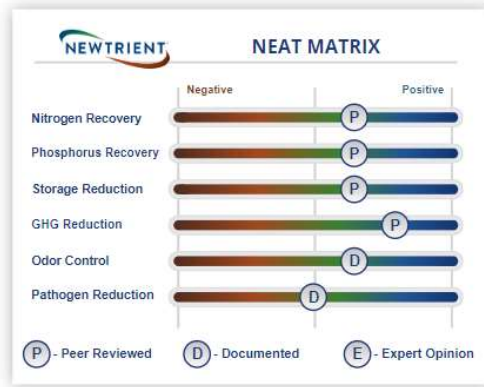 NEWTRIENT
NEAT MATRIX
Negative Positive
Nitrogen Recovery P
Phosphorus Recovery P
Storage Reduction P
GHG Reduction P
Odor Control D
Pathogen Reduction D
P - Peer Reviewed D - Documented E - Expert Opinion